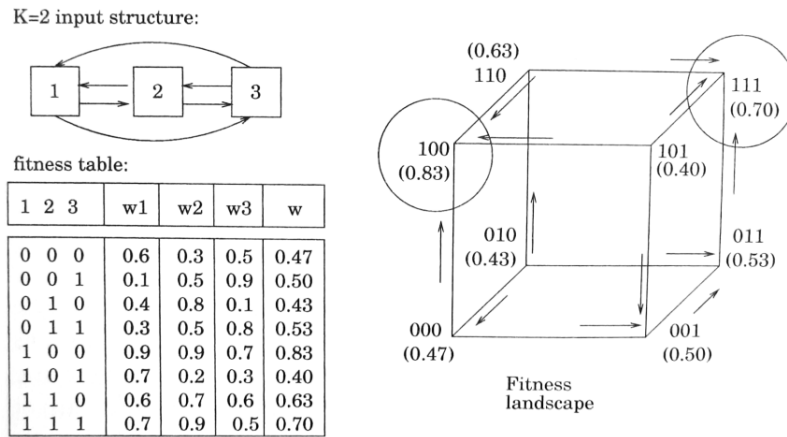 K=2 input structure:
1 2 3
fitness table:
1 2 3 w1 w2 w3 w
0 0 0 0.6 0.3 0.5 0.47
0 0 1 0.1 0.5 0.9 0.50
0 1 0 0.4 0.8 0.1 0.43
0 1 1 0.3 0.5 0.8 0.53
1 0 0 0.9 0.9 0.7 0.83
1 0 1 0.7 0.2 0.3 0.40
1 1 0 0.6 0.7 0.6 0.63
1 1 1 0.7 0.9 0.5 0.70
(0.63)
110
111
(0.70)
100
(0.83)
101
(0.40)
010
(0.43)
011
(0.53)
000
(0.47)
001
(0.50)
Fitness
landscape